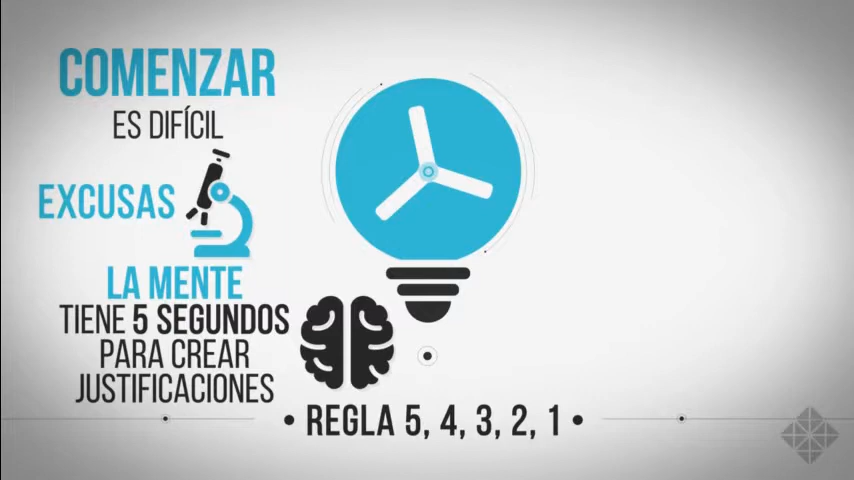 COMENZAR
ES DIFÍCIL
EXCUSAS
LA MENTE
TIENE 5 SEGUNDOS
PARA CREAR
JUSTIFICACIONES
• REGLA 5, 4, 3, 2, 1 •